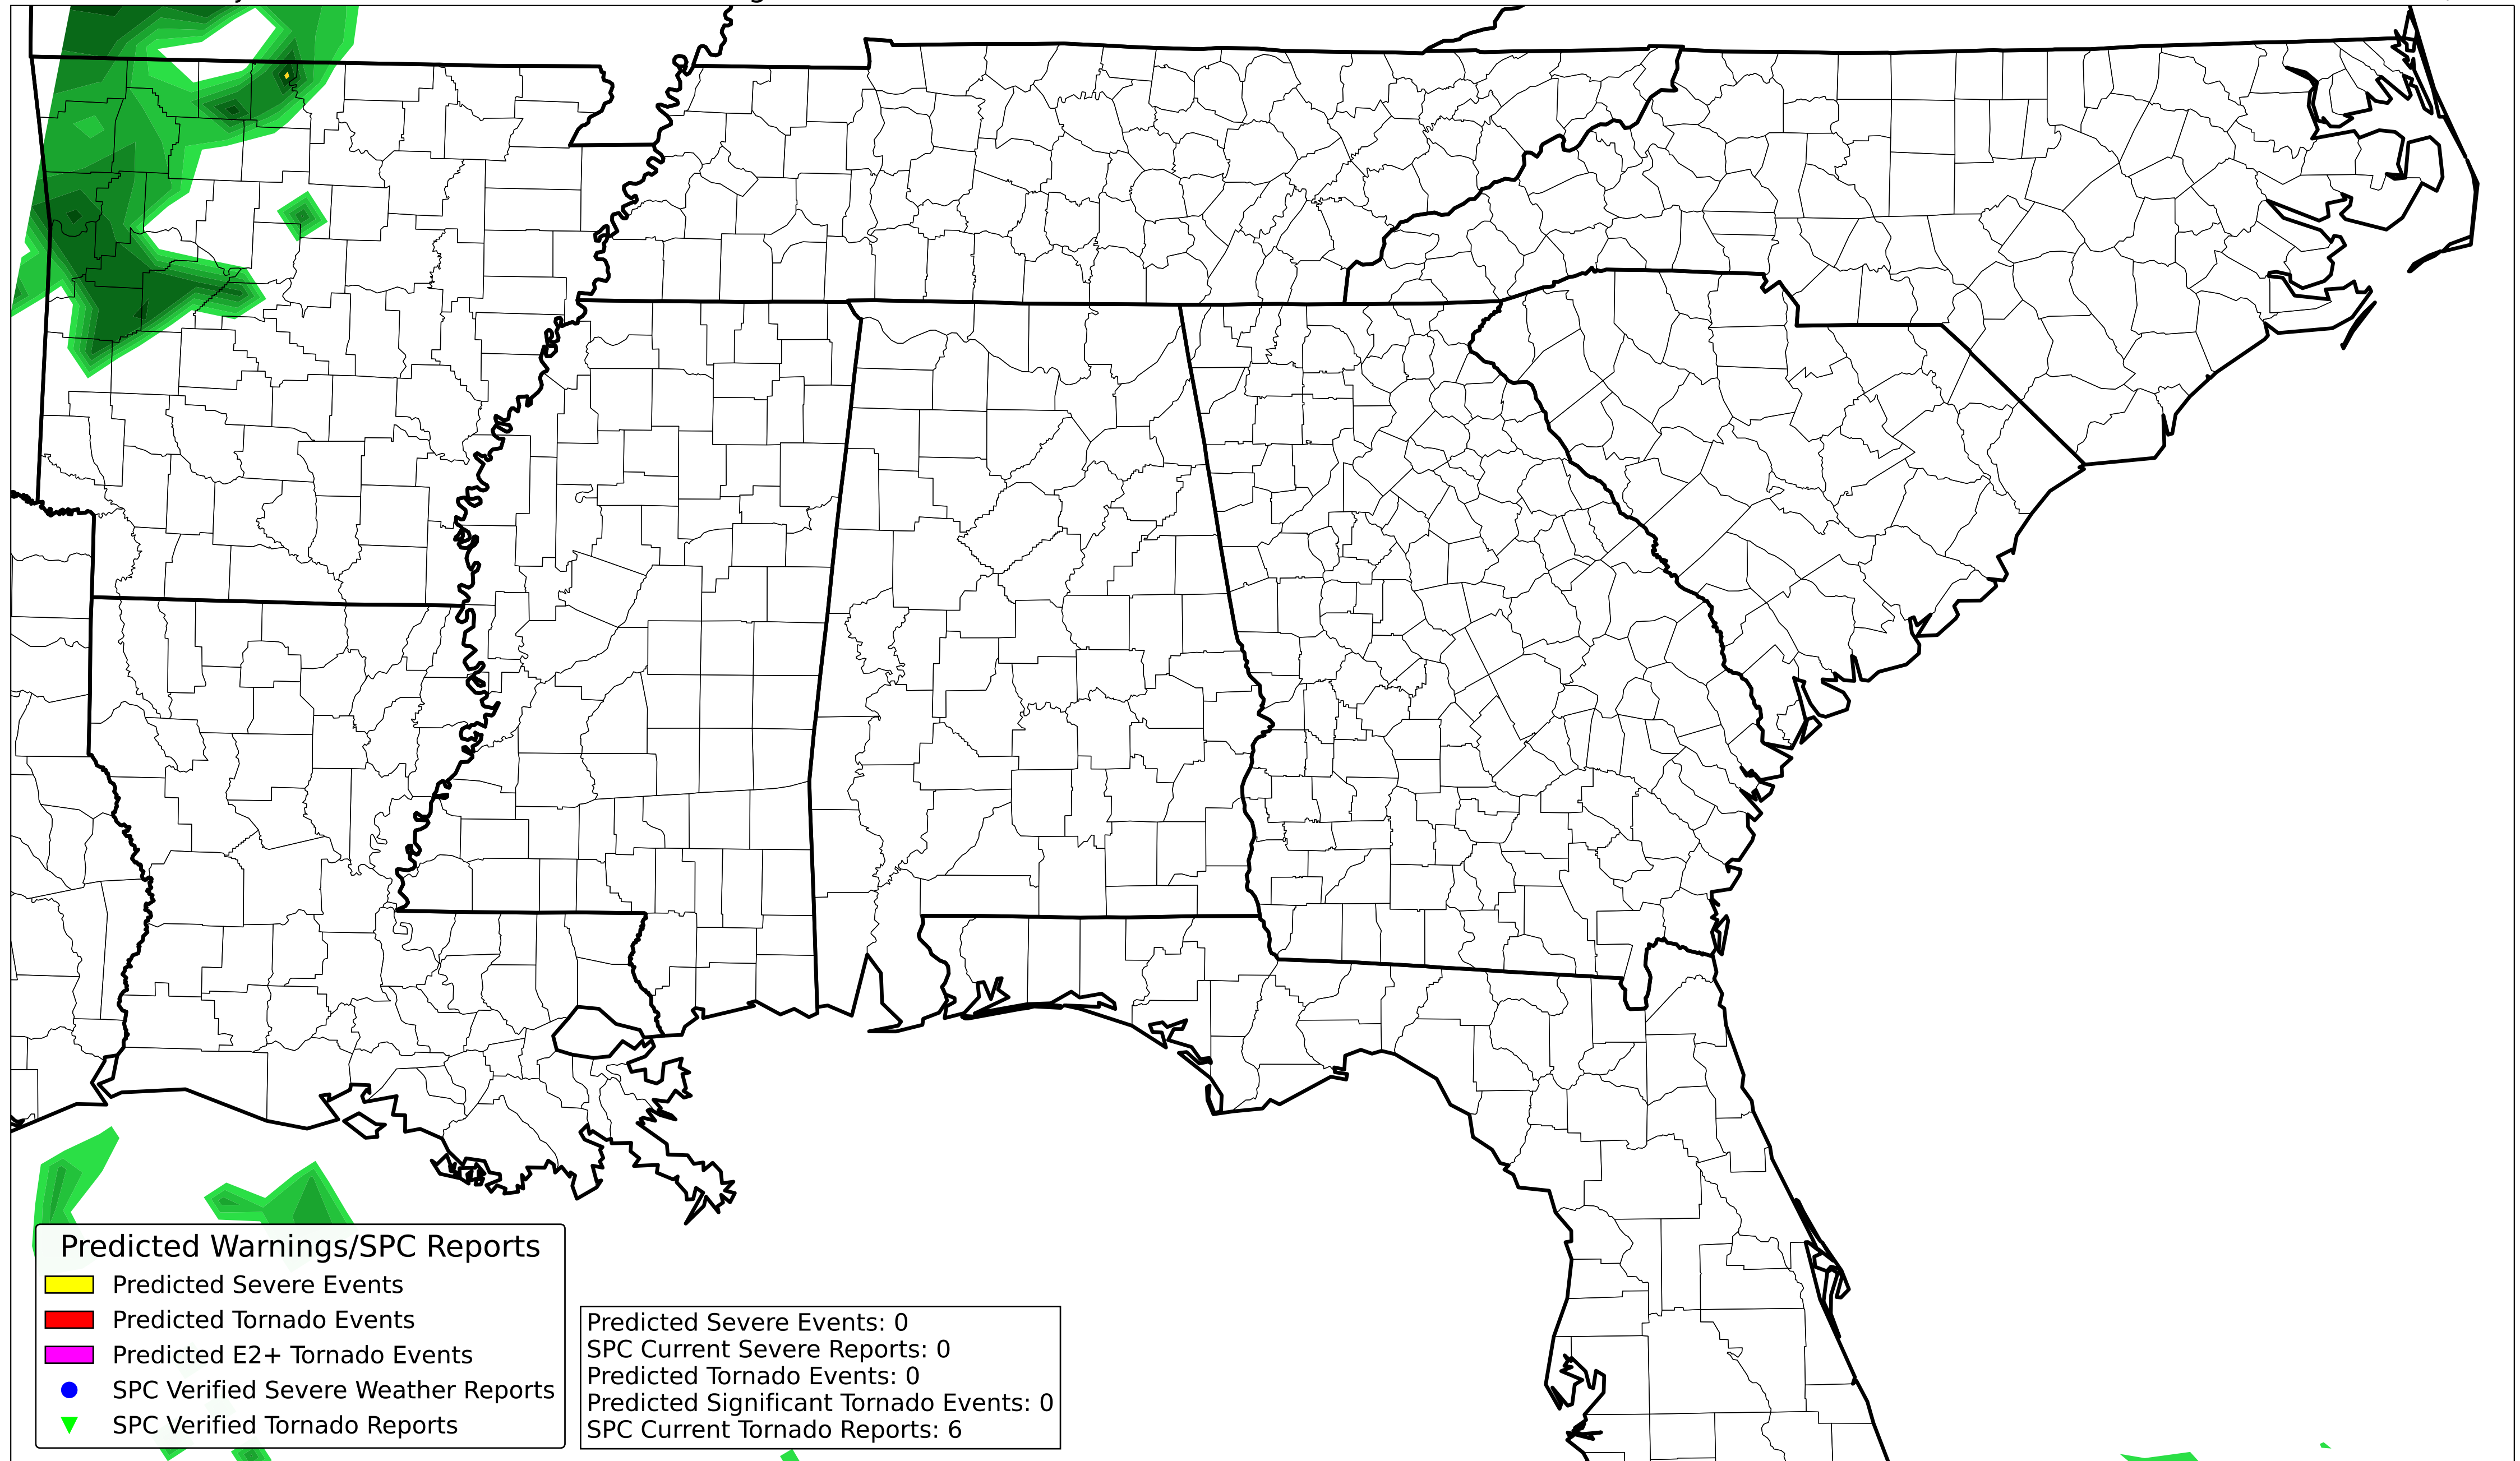 Predicted Warnings/SPC Reports
Predicted Severe Events
Predicted Tornado Events
Predicted E2+ Tornado Events
SPC Verified Severe Weather Reports
SPC Verified Tornado Reports
Predicted Severe Events: 0
SPC Current Severe Reports: 0
Predicted Tornado Events: 0
Predicted Significant Tornado Events: 0
SPC Current Tornado Reports: 6